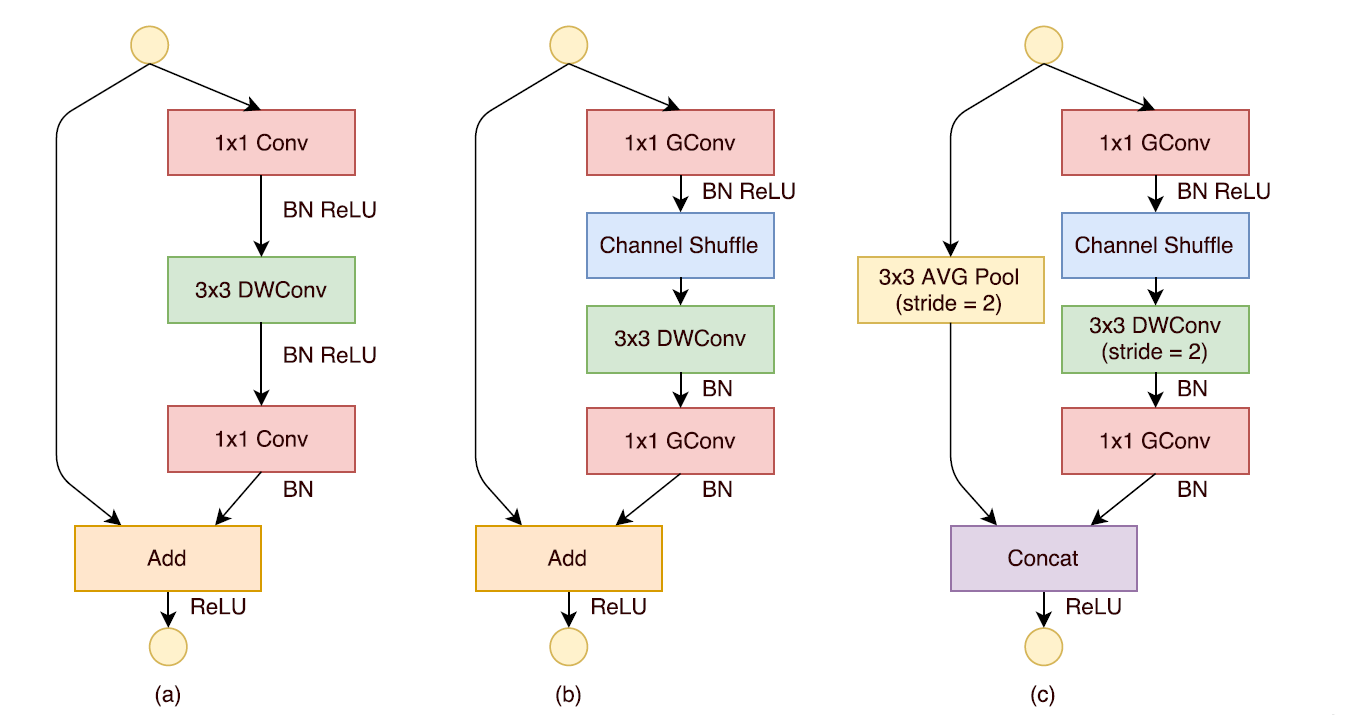 1x1 Conv
BN ReLU
3x3 DWConv
BN ReLU
1x1 Conv
BN
Add
ReLU
(a)
1x1 GConv
BN ReLU
Channel Shuffle
3x3 DWConv
BN
1x1 GConv
BN
Add
ReLU
(b)
1x1 GConv
BN ReLU
Channel Shuffle
3x3 AVG Pool
(stride = 2)
3x3 DWConv
(stride = 2)
BN
1x1 GConv
BN
Concat
ReLU
(c)